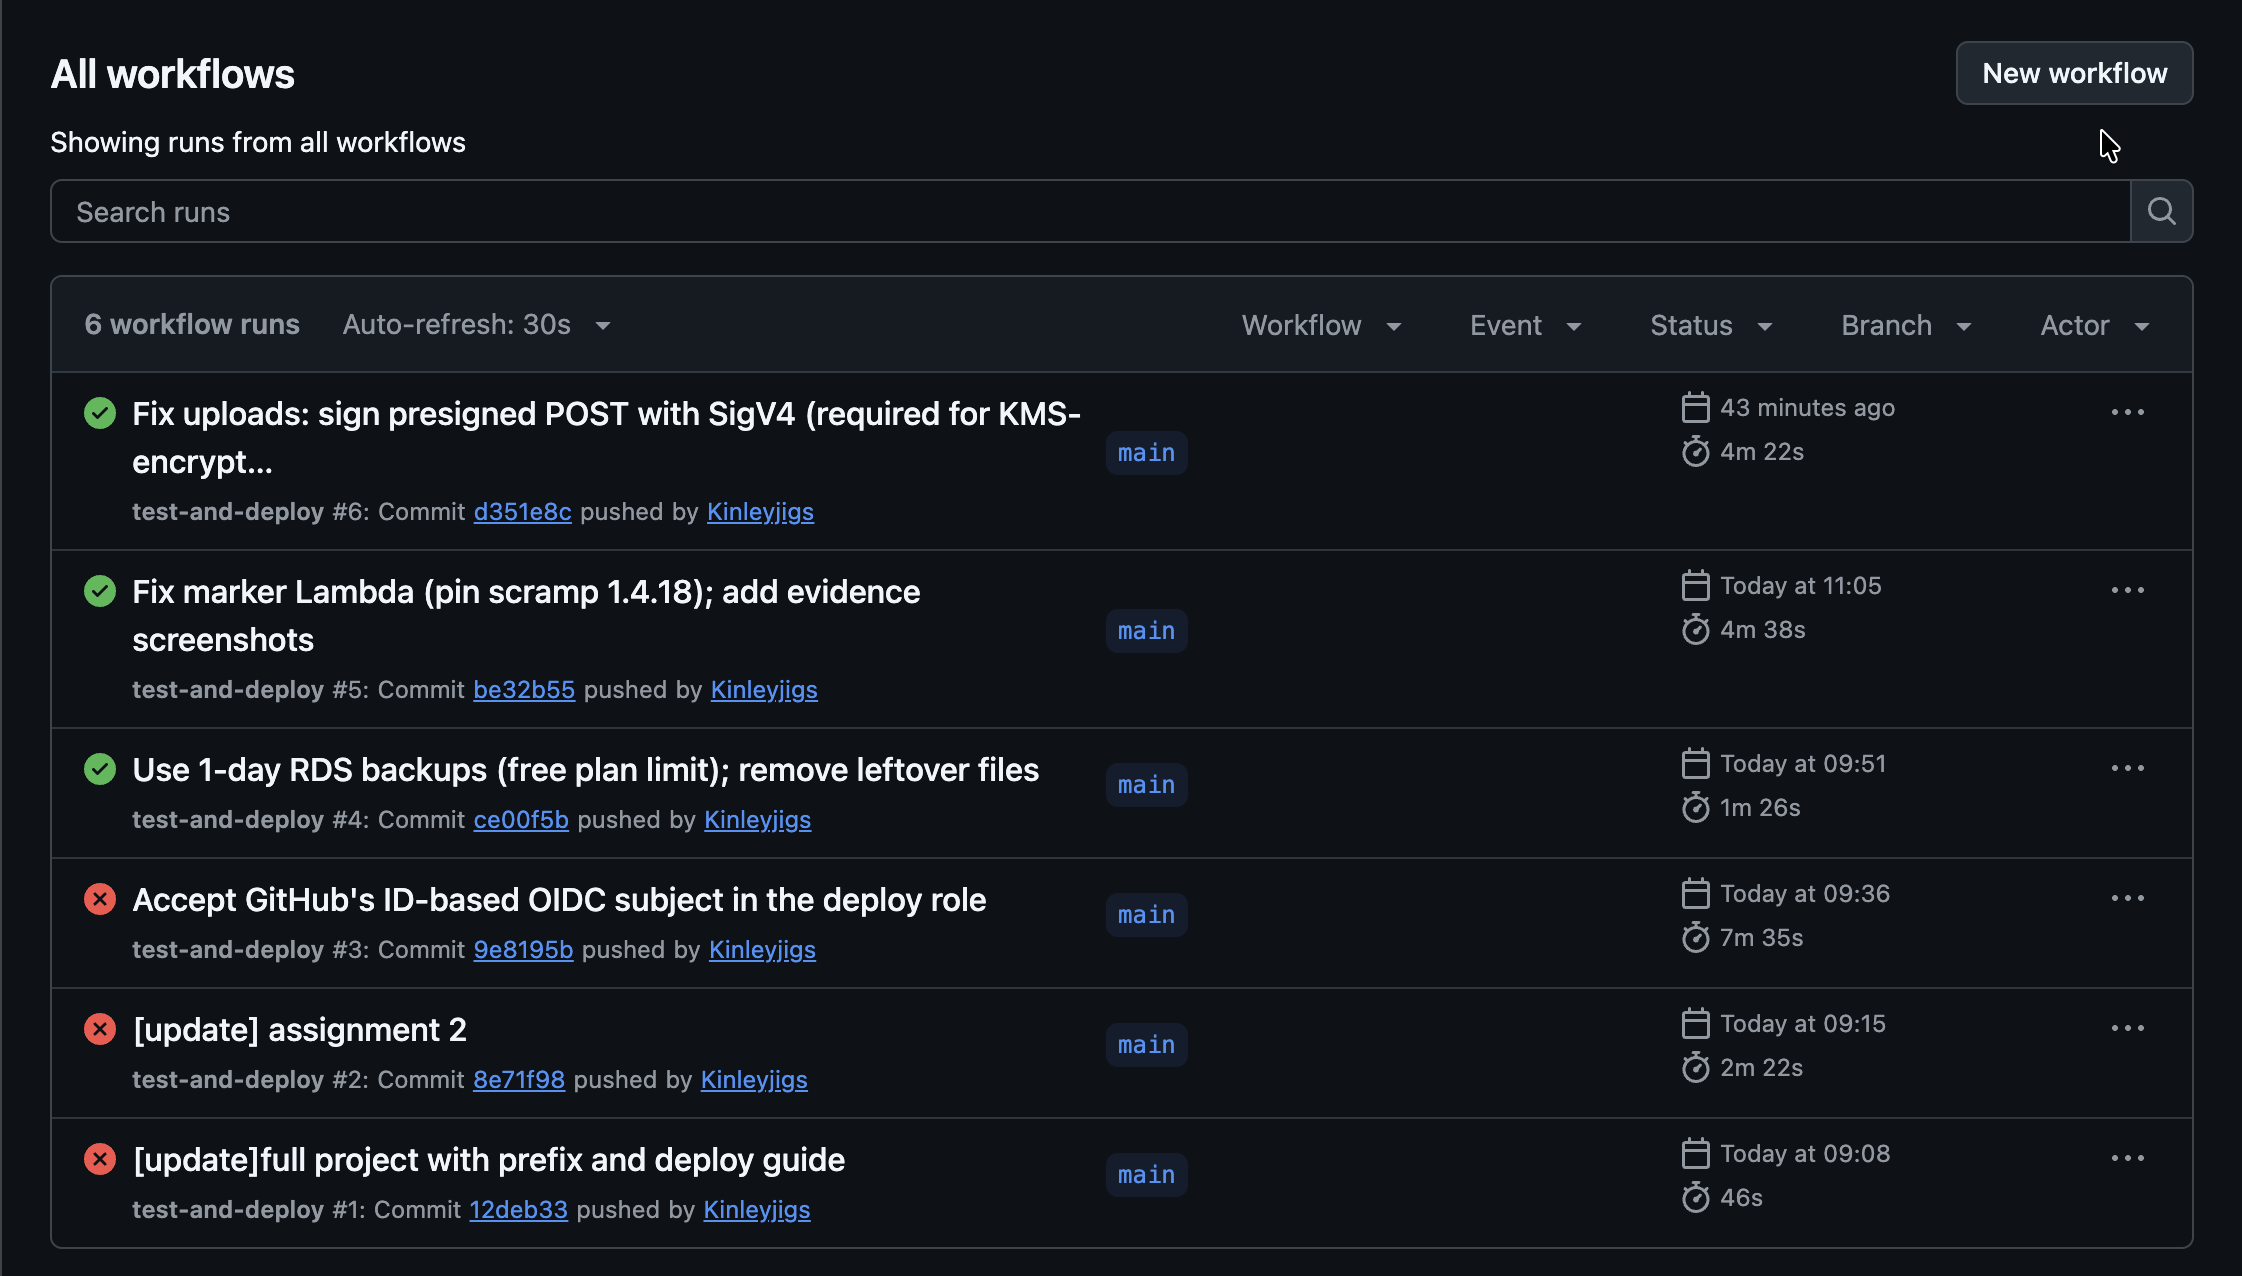 All workflows
New workflow
Showing runs from all workflows
Search runs
6 workflow runs Auto-refresh: 30s Workflow Event Status Branch Actor
Fix uploads: sign presigned POST with SigV4 (required for KMS-
encrypt...
main
43 minutes ago
4m 22s
test-and-deploy #6: Commit d351e8c pushed by Kinleyjigs
Fix marker Lambda (pin scramp 1.4.18); add evidence
screenshots
main
Today at 11:05
4m 38s
test-and-deploy #5: Commit be32b55 pushed by Kinleyjigs
Use 1-day RDS backups (free plan limit); remove leftover files
main
Today at 09:51
1m 26s
test-and-deploy #4: Commit ce00f5b pushed by Kinleyjigs
Accept GitHub's ID-based OIDC subject in the deploy role
main
Today at 09:36
7m 35s
test-and-deploy #3: Commit 9e8195b pushed by Kinleyjigs
[update] assignment 2
main
Today at 09:15
2m 22s
test-and-deploy #2: Commit 8e71f98 pushed by Kinleyjigs
[update]full project with prefix and deploy guide
main
Today at 09:08
46s
test-and-deploy #1: Commit 12deb33 pushed by Kinleyjigs